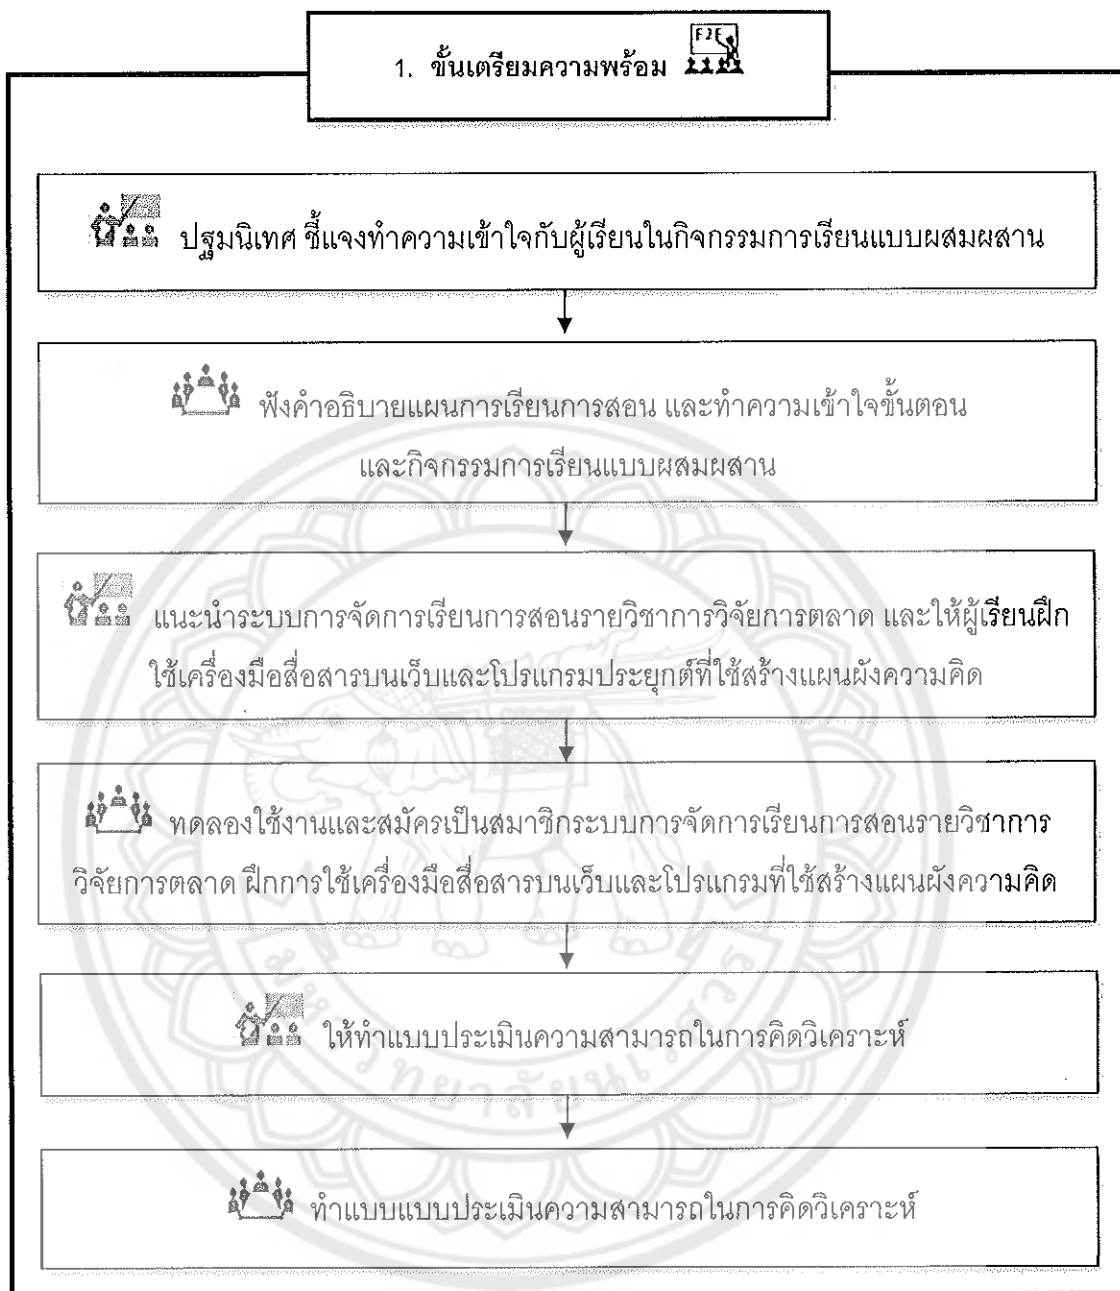 1. ขั้นเตรียมความพร้อม
F2F
ปฐมนิเทศ ชี้แจงทำความเข้าใจกับผู้เรียนในกิจกรรมการเรียนแบบผสมผสาน
ฟังคำอธิบายแผนการเรียนการสอน และทำความเข้าใจขั้นตอน
และกิจกรรมการเรียนแบบผสมผสาน
แนะนำระบบการจัดการเรียนการสอนรายวิชาการวิจัยการตลาด และให้ผู้เรียนฝึก
ใช้เครื่องมือสื่อสารบนเว็บและโปรแกรมประยุกต์ที่ใช้สร้างแผนผังความคิด
ทดลองใช้งานและสมัครเป็นสมาชิกระบบการจัดการเรียนการสอนรายวิชาการ
วิจัยการตลาด ฝึกการใช้เครื่องมือสื่อสารบนเว็บและโปรแกรมที่ใช้สร้างแผนผังความคิด
ให้ทำแบบประเมินความสามารถในการคิดวิเคราะห์
ทำแบบแบบประเมินความสามารถในการคิดวิเคราะห์